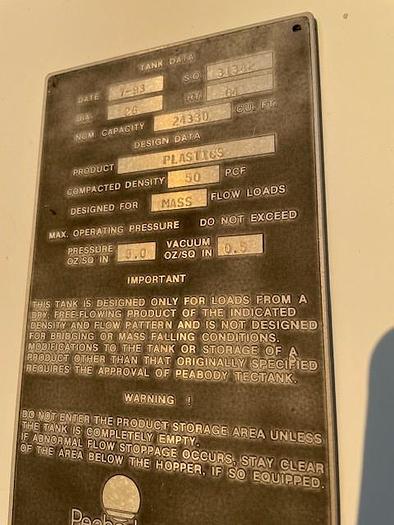 TANK DATA
DATE 7-93 S.O.
DIA. 26 HT. 61
NOM. CAPACITY 24330 CU. FT.
DESIGN DATA
PRODUCT PLASTICS
COMPACTED DENSITY 50 PCF
DESIGNED FOR MASS FLOW LOADS
MAX. OPERATING PRESSURE DO NOT EXCEED
PRESSURE VACUUM
OZ/SQ IN OZ/SQ IN 0.5
IMPORTANT
THIS TANK IS DESIGNED ONLY FOR LOADS FROM A
DRY, FREE-FLOWING PRODUCT OF THE INDICATED
DENSITY AND FLOW PATTERN AND IS NOT DESIGNED
FOR BRIDGING OR MASS FALLING CONDITIONS.
MODIFICATIONS TO THE TANK OR STORAGE OF A
PRODUCT OTHER THAN THAT ORIGINALLY SPECIFIED
REQUIRES THE APPROVAL OF PEABODY TECTANK.
WARNING !
DO NOT ENTER THE PRODUCT STORAGE AREA UNLESS
THE TANK IS COMPLETELY EMPTY.
IF ABNORMAL FLOW STOPPAGE OCCURS, STAY CLEAR
OF THE AREA BELOW THE HOPPER, IF SO EQUIPPED.